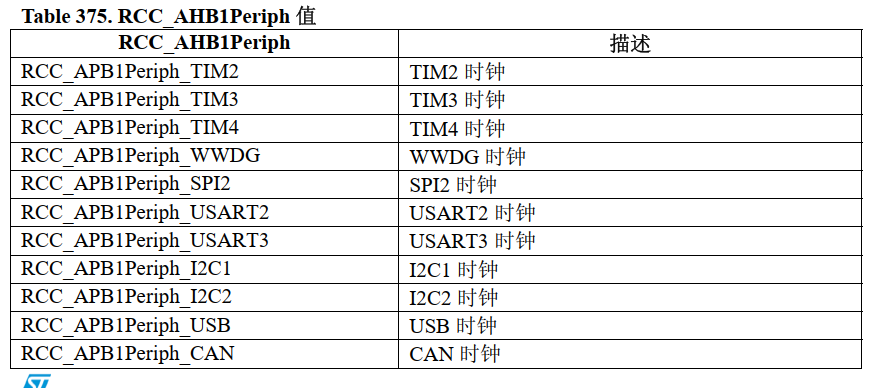 Table 375. RCC_AHB1Periph 值
RCC_AHB1Periph 描述
RCC_APB1Periph_TIM2 TIM2 时钟
RCC_APB1Periph_TIM3 TIM3 时钟
RCC_APB1Periph_TIM4 TIM4 时钟
RCC_APB1Periph_WWDG WWDG 时钟
RCC_APB1Periph_SPI2 SPI2 时钟
RCC_APB1Periph_USART2 USART2 时钟
RCC_APB1Periph_USART3 USART3 时钟
RCC_APB1Periph_I2C1 I2C1 时钟
RCC_APB1Periph_I2C2 I2C2 时钟
RCC_APB1Periph_USB USB 时钟
RCC_APB1Periph_CAN CAN 时钟